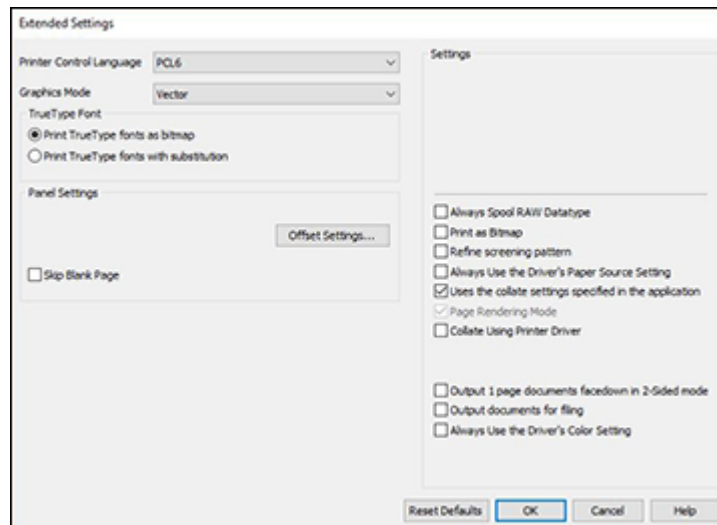 Extended Settings
Printer Control Language PCL6
Graphics Mode Vector
TrueType Font
Print TrueType fonts as bitmap
Print TrueType fonts with substitution
Panel Settings
Offset Settings...
Skip Blank Page
Settings
Always Spool RAW Datatype
Print as Bitmap
Refine screening pattern
Always Use the Driver's Paper Source Setting
Uses the collate settings specified in the application
Page Rendering Mode
Collate Using Printer Driver
Output 1 page documents facedown in 2-Sided mode
Output documents for filing
Always Use the Driver's Color Setting
Reset Defaults OK Cancel Help